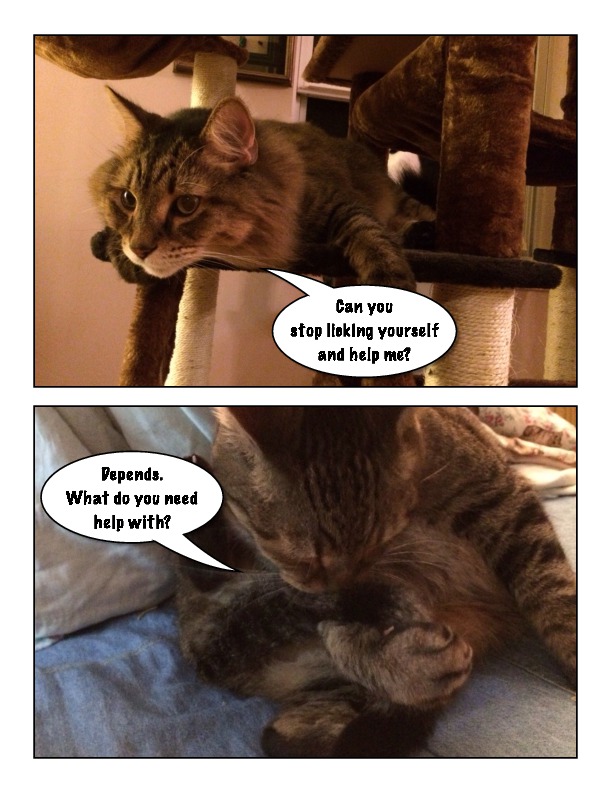 Can you
stop licking yourself
and help me?
Depends.
What do you need
help with?